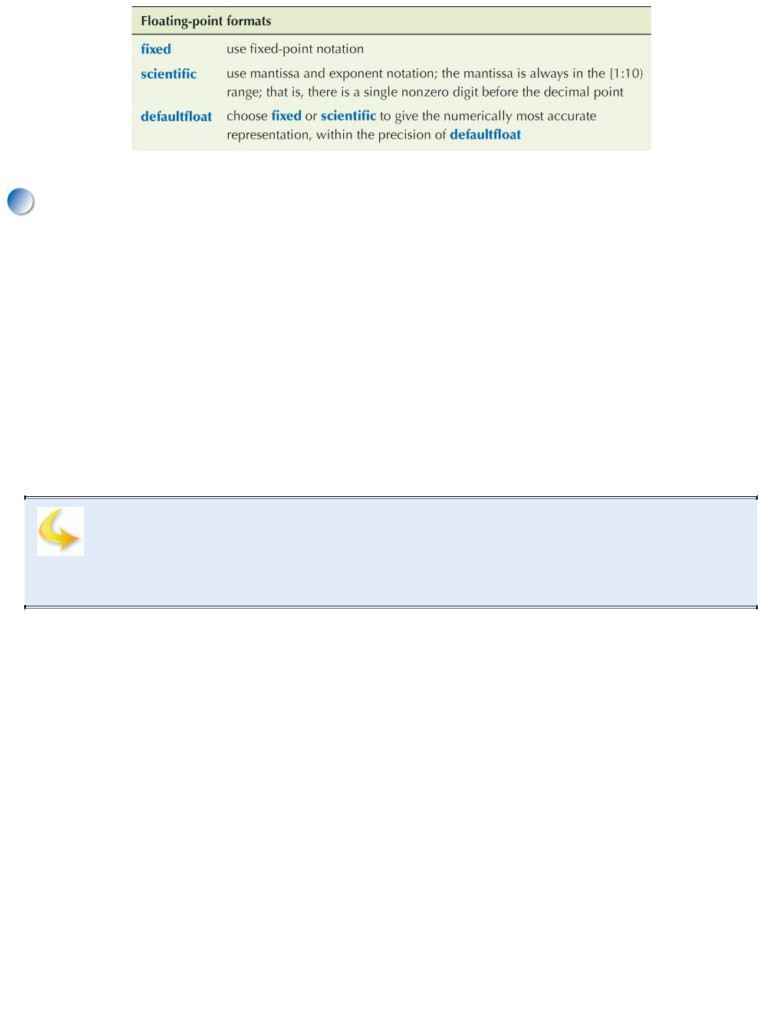 Floating-point formats
fixed use fixed-point notation
scientific use mantissa and exponent notation; the mantissa is always in the [1:10)
range; that is, there is a single nonzero digit before the decimal point
defaultfloat choose fixed or scientific to give the numerically most accurate
representation, within the precision of defaultfloat